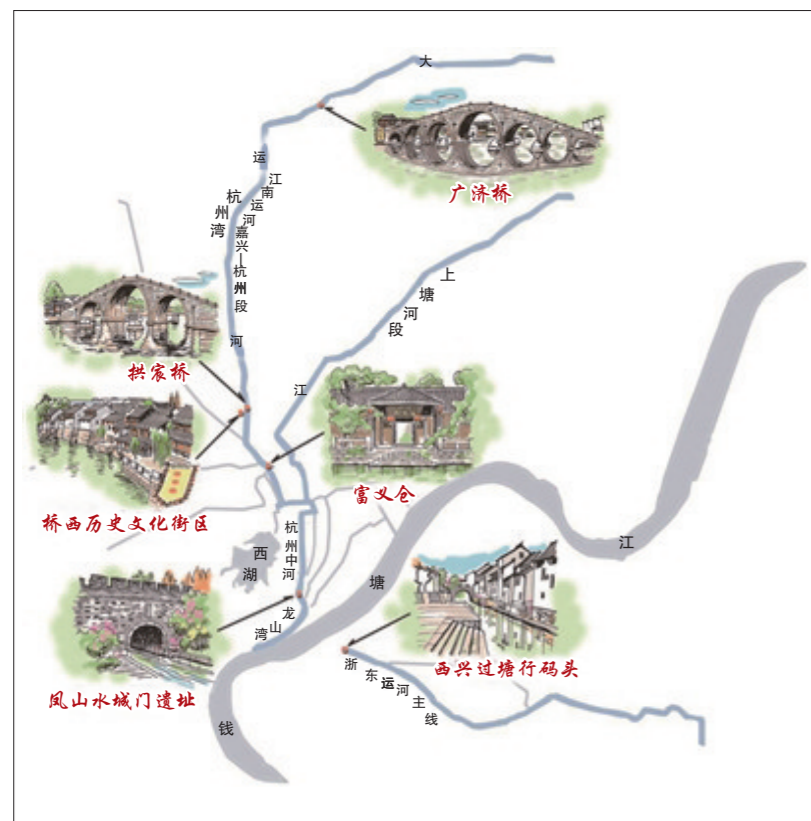 大
广济桥
运
江南运河嘉兴—杭州段
杭州湾
河
上塘河段
江
拱宸桥
桥西历史文化街区
富义仓
杭州中河
西湖
龙山湾
凤山水城门遗址
西兴过塘行码头
浙东运河主线
钱塘江